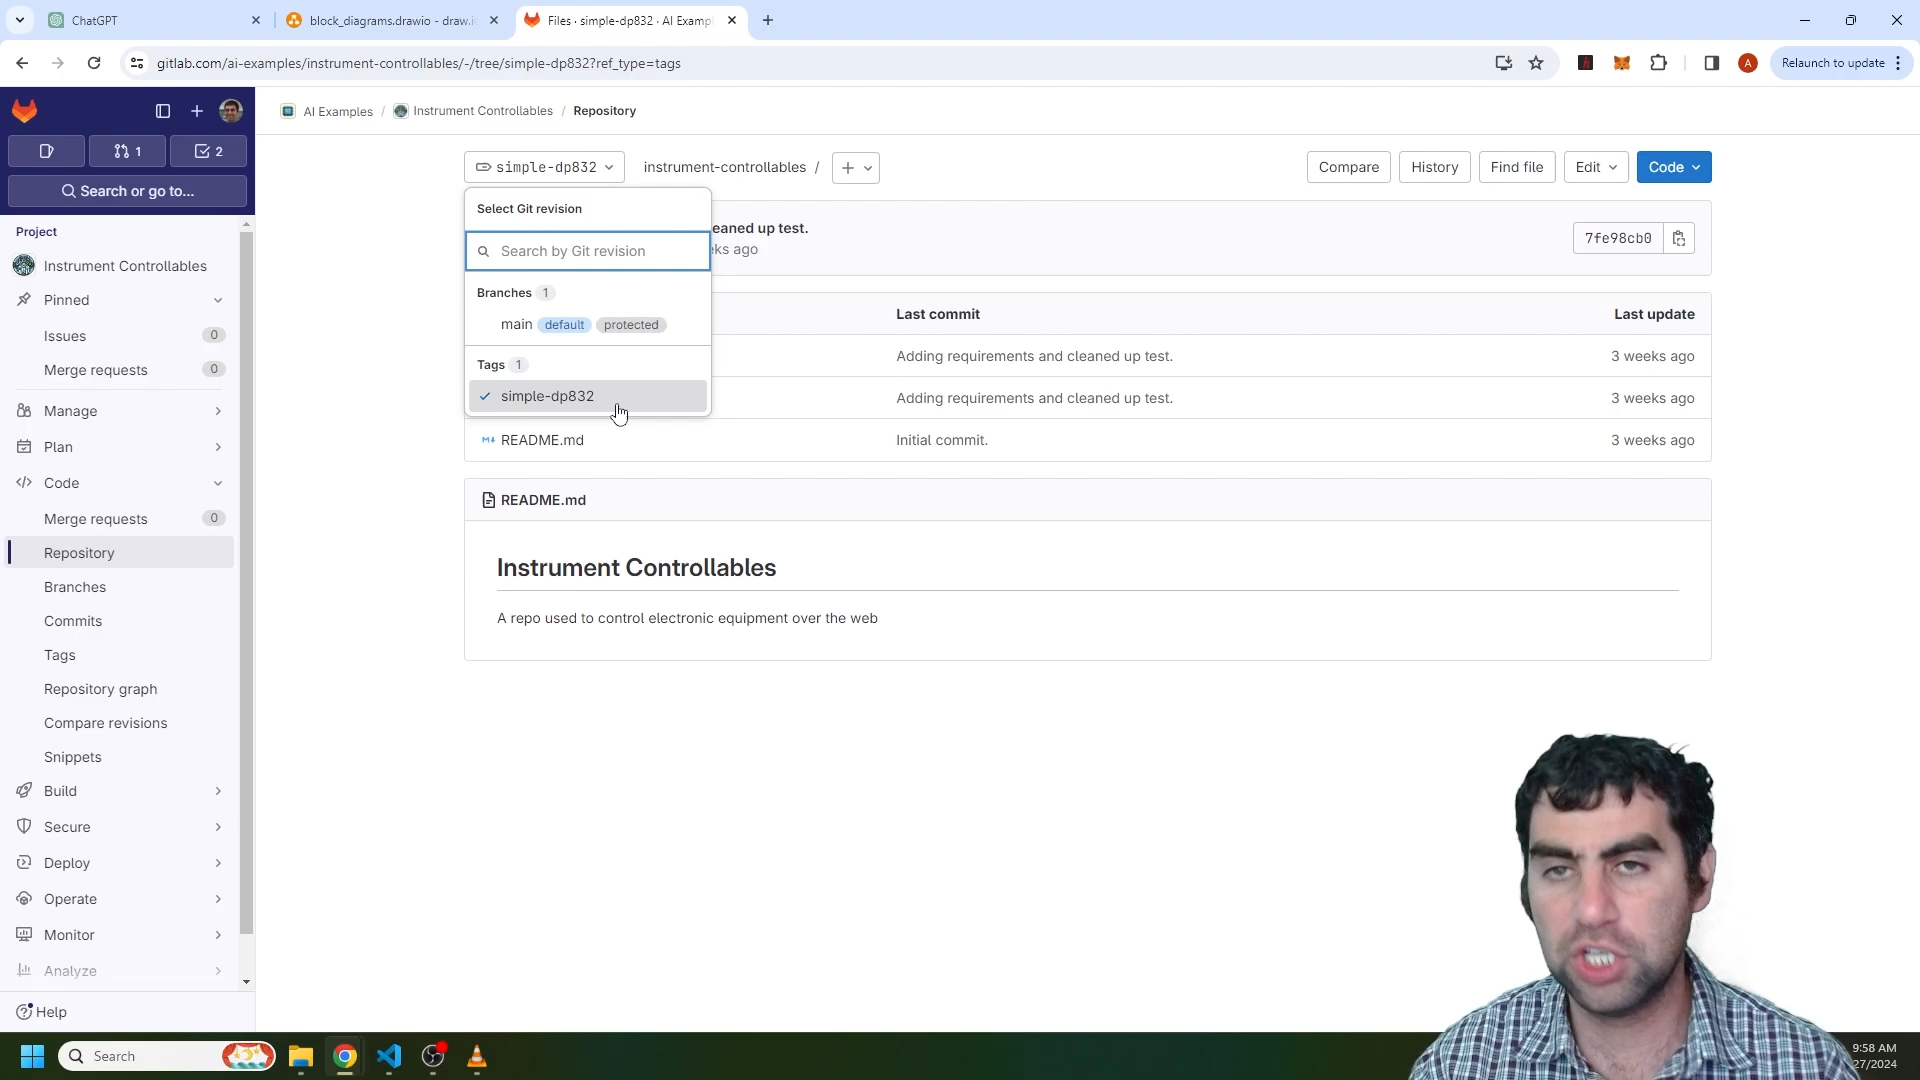 ChatGPT
block_diagrams.drawio - draw.i
Files · simple-dp832 · AI Examp
gitlab.com/ai-examples/instrument-controllables/-/tree/simple-dp832?ref_type=tags
A
Relaunch to update
AI Examples / Instrument Controllables / Repository
1
2
Search or go to...
simple-dp832
instrument-controllables /
Compare
History
Find file
Edit
Code
Project
Instrument Controllables
Pinned
Issues 0
Merge requests 0
Manage
Plan
Code
Merge requests 0
Repository
Branches
Commits
Tags
Repository graph
Compare revisions
Snippets
Build
Secure
Deploy
Operate
Monitor
Analyze
Help
Select Git revision
Search by Git revision
Branches 1
main default protected
Tags 1
simple-dp832
eaned up test.
ks ago
7fe98cb0
Last commit
Last update
Adding requirements and cleaned up test.
3 weeks ago
Adding requirements and cleaned up test.
3 weeks ago
README.md
Initial commit.
3 weeks ago
README.md
Instrument Controllables
A repo used to control electronic equipment over the web
Search
9:58 AM
27/2024